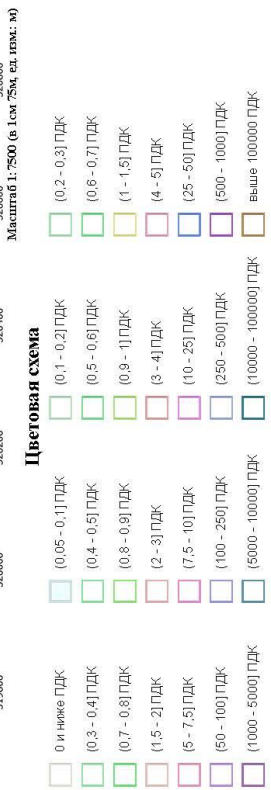 Масштаб 1:7500 (в 1см 75м, ед. изм.: м)
Цветовая схема
0 и ниже ПДК (0,05 - 0,1] ПДК (0,1 - 0,2] ПДК (0,2 - 0,3] ПДК
(0,3 - 0,4] ПДК (0,4 - 0,5] ПДК (0,5 - 0,6] ПДК (0,6 - 0,7] ПДК
(0,7 - 0,8] ПДК (0,8 - 0,9] ПДК (0,9 - 1] ПДК (1 - 1,5] ПДК
(1,5 - 2] ПДК (2 - 3] ПДК (3 - 4] ПДК (4 - 5] ПДК
(5 - 7,5] ПДК (7,5 - 10] ПДК (10 - 25] ПДК (25 - 50] ПДК
(50 - 100] ПДК (100 - 250] ПДК (250 - 500] ПДК (500 - 1000] ПДК
(1000 - 5000] ПДК (5000 - 10000] ПДК (10000 - 100000] ПДК выше 100000 ПДК